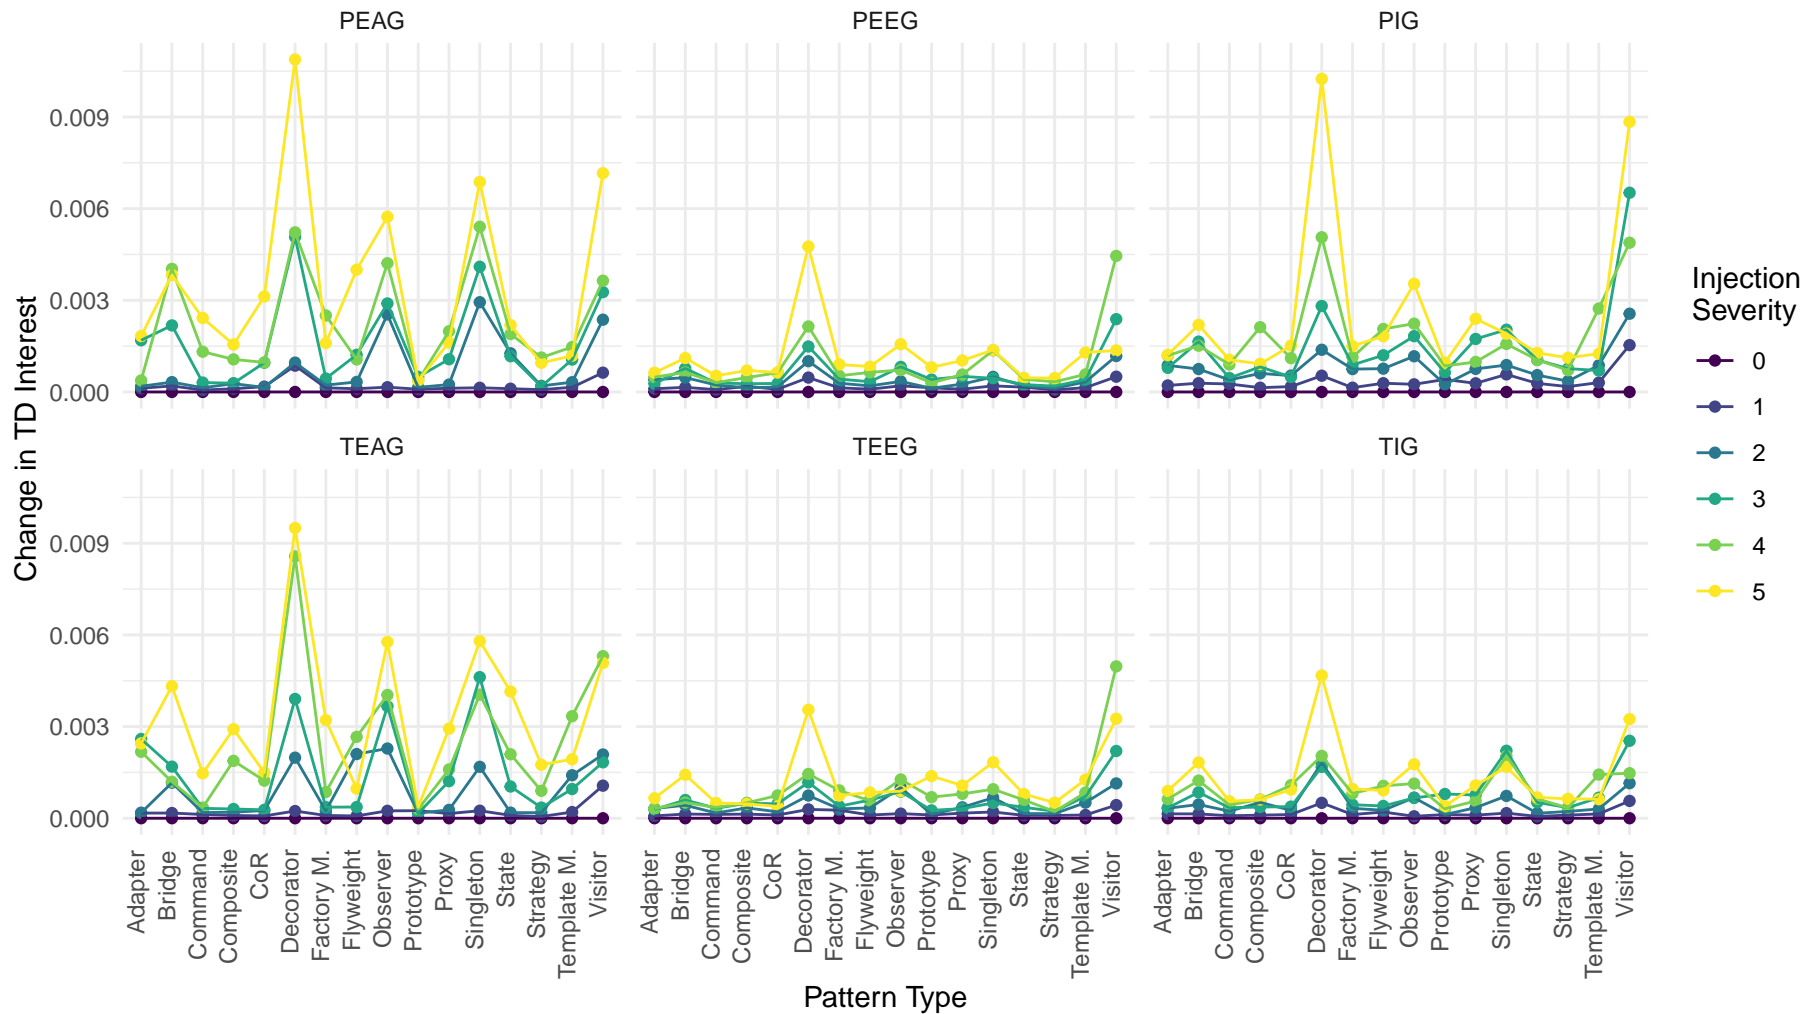 PEAG
PEEG
PIG
0.009
0.006
0.003
0.000
TEAG
TEEG
TIG
0.009
0.006
0.003
0.000
Change in TD Interest
Adapter
Bridge
Command
Composite
CoR
Decorator
Factory M.
Flyweight
Observer
Prototype
Proxy
Singleton
State
Strategy
Template M.
Visitor
Adapter
Bridge
Command
Composite
CoR
Decorator
Factory M.
Flyweight
Observer
Prototype
Proxy
Singleton
State
Strategy
Template M.
Visitor
Adapter
Bridge
Command
Composite
CoR
Decorator
Factory M.
Flyweight
Observer
Prototype
Proxy
Singleton
State
Strategy
Template M.
Visitor
Pattern Type
Injection
Severity
0
1
2
3
4
5